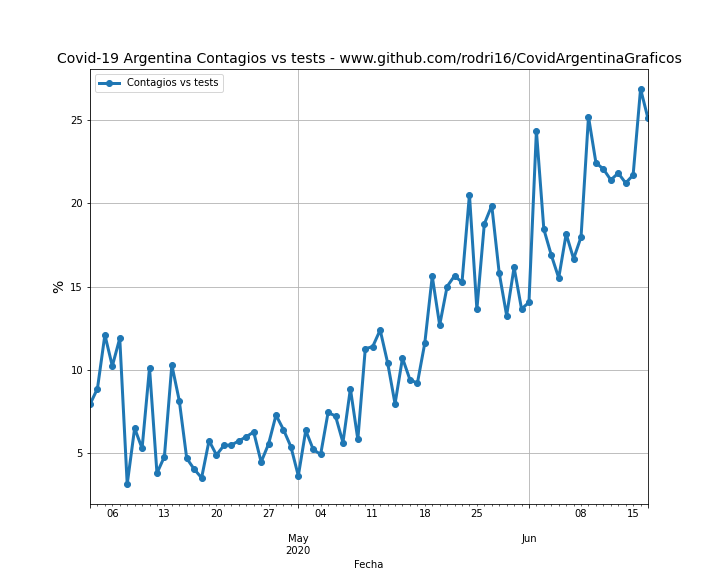 Covid-19 Argentina Contagios vs tests - www.github.com/rodri16/CovidArgentinaGraficos
Contagios vs tests
25
20
15
10
5
%
06 13 20 27 04 11 18 25 08 15
May Jun
2020
Fecha